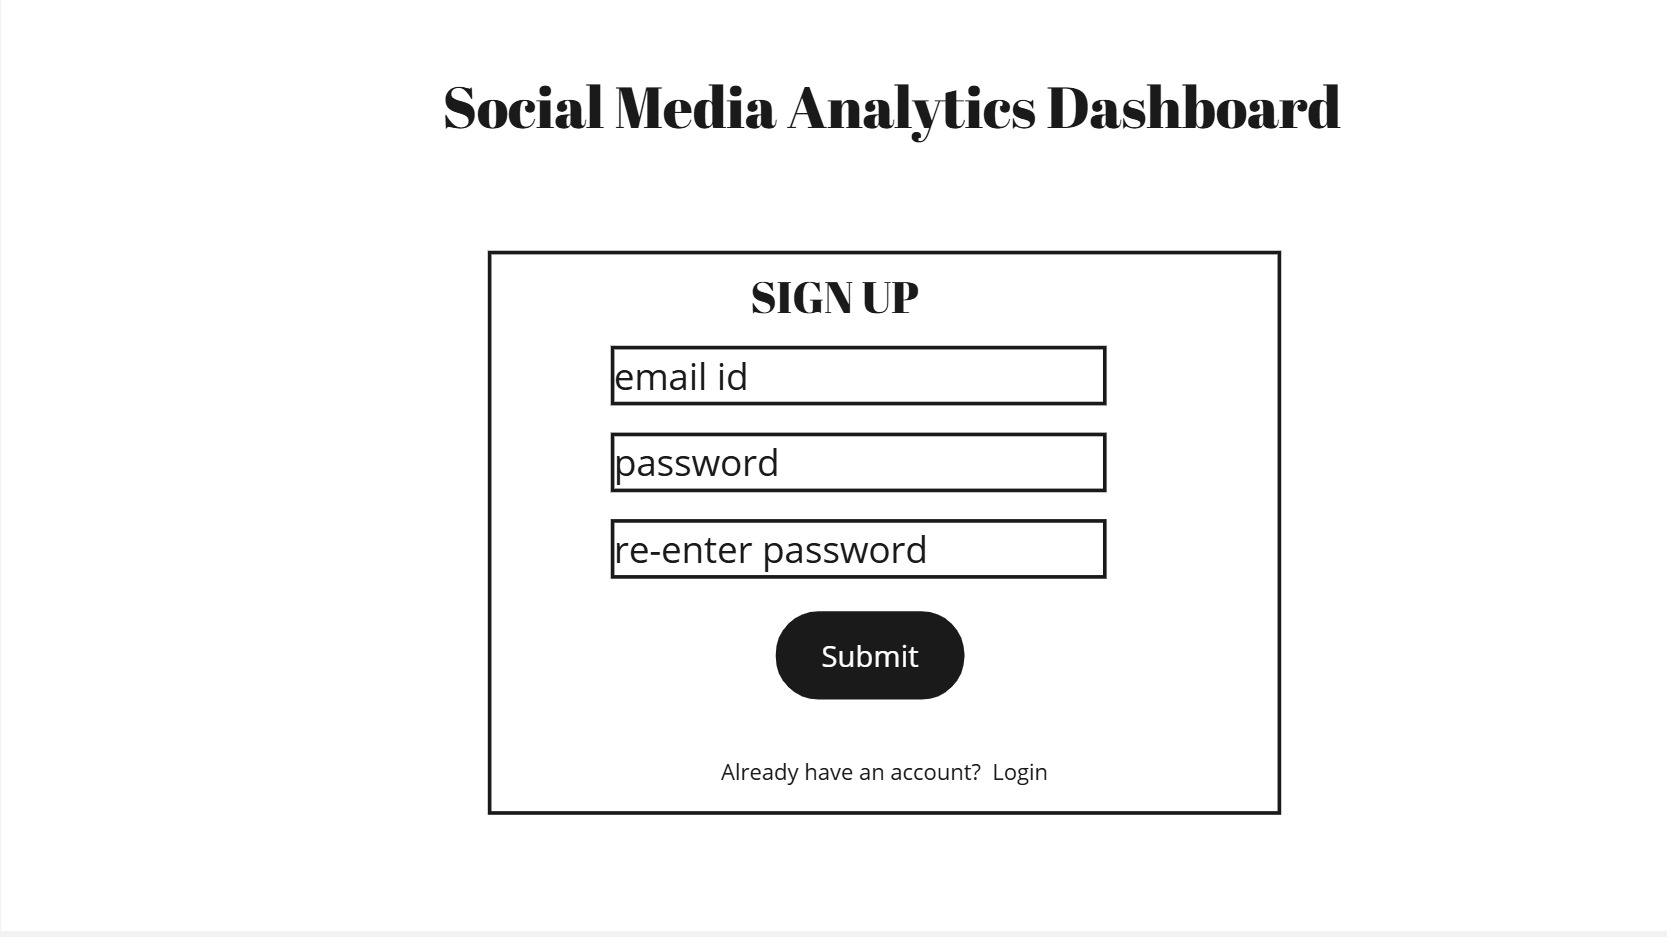 Social Media Analytics Dashboard
SIGN UP
email id
password
re-enter password
Submit
Already have an account?  Login